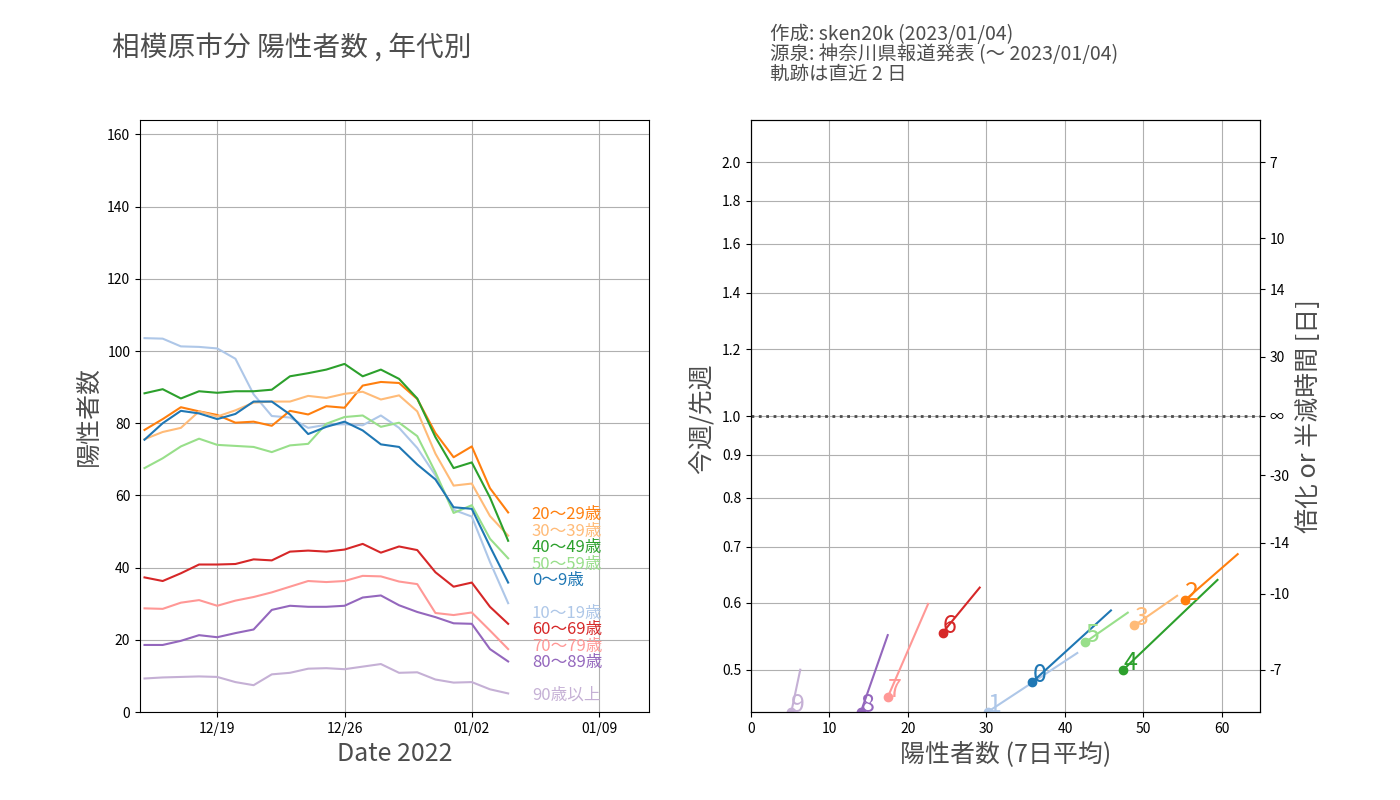 相模原市分 陽性者数 , 年代別
作成: sken20k (2023/01/04)
源泉: 神奈川県報道発表 (～ 2023/01/04)
軌跡は直近 2 日
160
140
120
100
80
60
40
20
0
陽性者数
12/19
12/26
01/02
01/09
Date 2022
20～29歳
30～39歳
40～49歳
50～59歳
0～9歳
10～19歳
60～69歳
70～79歳
80～89歳
90歳以上
2.0
1.8
1.6
1.4
1.2
1.0
0.9
0.8
0.7
0.6
0.5
今週/先週
7
10
14
30
∞
-30
-14
-10
-7
倍化 or 半減時間 [日]
2
3
6
5
4
0
7
9
8
1
0
10
20
30
40
50
60
陽性者数 (7日平均)